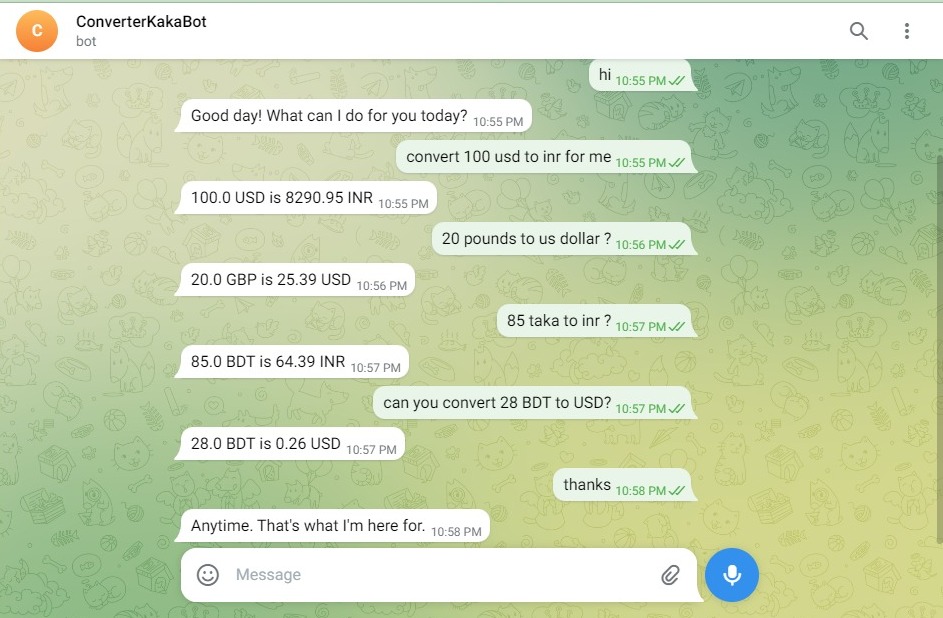 C
ConverterKakaBot
bot
hi 10:55 PM
Good day! What can I do for you today? 10:55 PM
convert 100 usd to inr for me 10:55 PM
100.0 USD is 8290.95 INR 10:55 PM
20 pounds to us dollar ? 10:56 PM
20.0 GBP is 25.39 USD 10:56 PM
85 taka to inr ? 10:57 PM
85.0 BDT is 64.39 INR 10:57 PM
can you convert 28 BDT to USD? 10:57 PM
28.0 BDT is 0.26 USD 10:57 PM
thanks 10:58 PM
Anytime. That's what I'm here for. 10:58 PM
Message